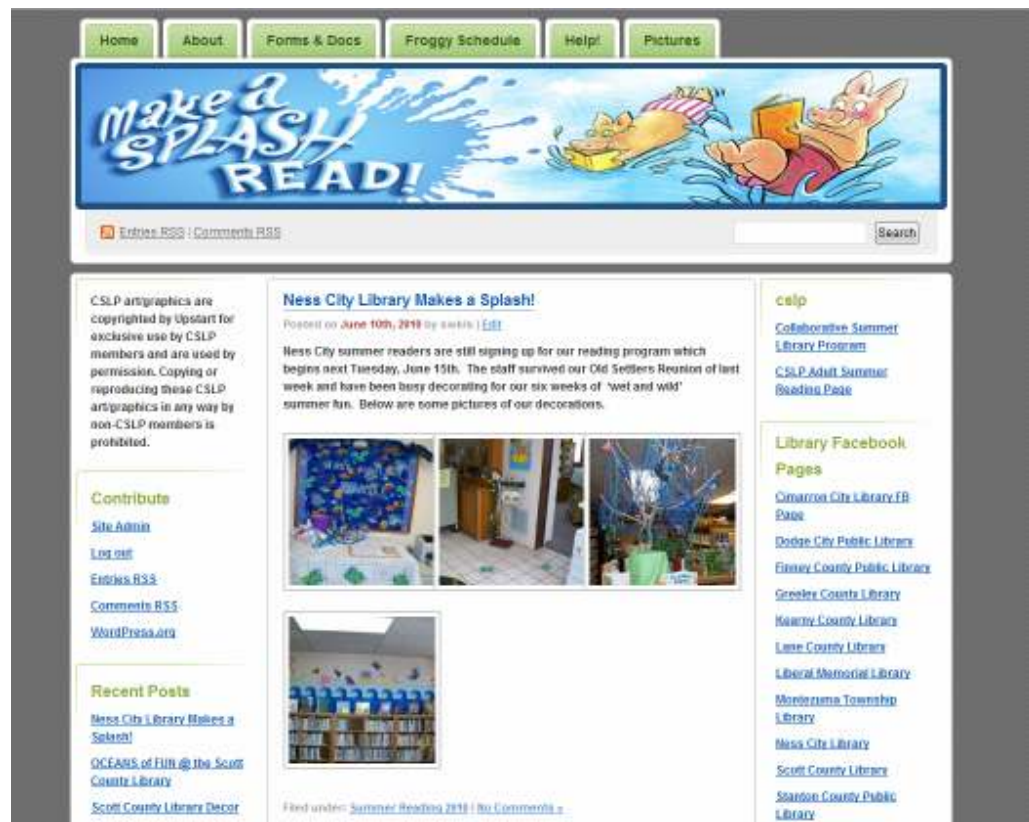 Home
About
Forms & Docs
Froggy Schedule
Help!
Pictures
Make a
SPLASH
READ!
Entries RSS | Comments RSS
Search
CSLP art/graphics are
copyrighted by Upstart for
exclusive use by CSLP
members and are used by
permission. Copying or
reproducing these CSLP
art/graphics in any way by
non-CSLP members is
prohibited.
Contribute
Site Admin
Log out
Entries RSS
Comments RSS
WordPress.org
Recent Posts
Ness City Library Makes a
Splash!
OCEANS of FUN @ the Scott
County Library
Scott County Library Decor
Ness City Library Makes a Splash!
Posted on June 10th, 2010 by | Edit
Ness City summer readers are still signing up for our reading program which
begins next Tuesday, June 15th. The staff survived our Old Settlers Reunion of last
week and have been busy decorating for our six weeks of 'wet and wild'
summer fun. Below are some pictures of our decorations.
Filed under: Summer Reading 2010 | No Comments »
cslp
Collaborative Summer
Library Program
CSLP Adult Summer
Reading Page
Library Facebook
Pages
Cimarron City Library FB
Page
Dodge City Public Library
Finney County Public Library
Greeley County Library
Kearny County Library
Lane County Library
Liberal Memorial Library
Montezuma Township
Library
Ness City Library
Scott County Library
Stanton County Public
Library